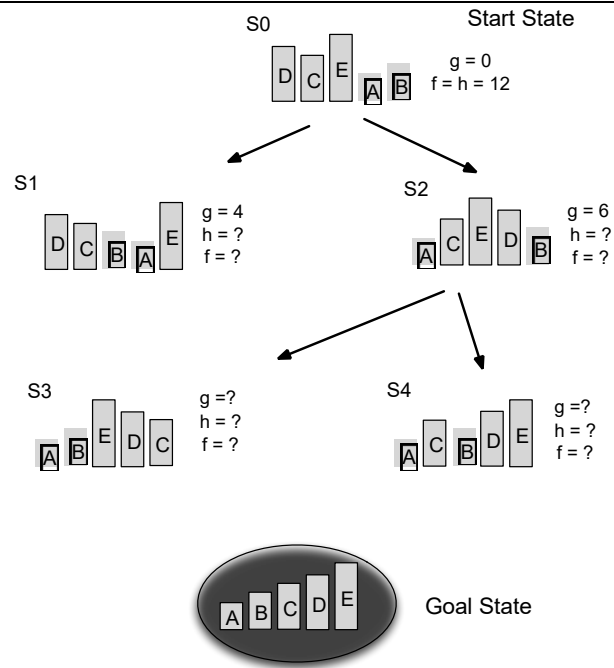 Start State
S0
D C E A B
g = 0
f = h = 12
S1
D C B A E
g = 4
h = ?
f = ?
S2
A C E D B
g = 6
h = ?
f = ?
S3
A B E D C
g =?
h = ?
f = ?
S4
A C B D E
g =?
h = ?
f = ?
A B C D E
Goal State